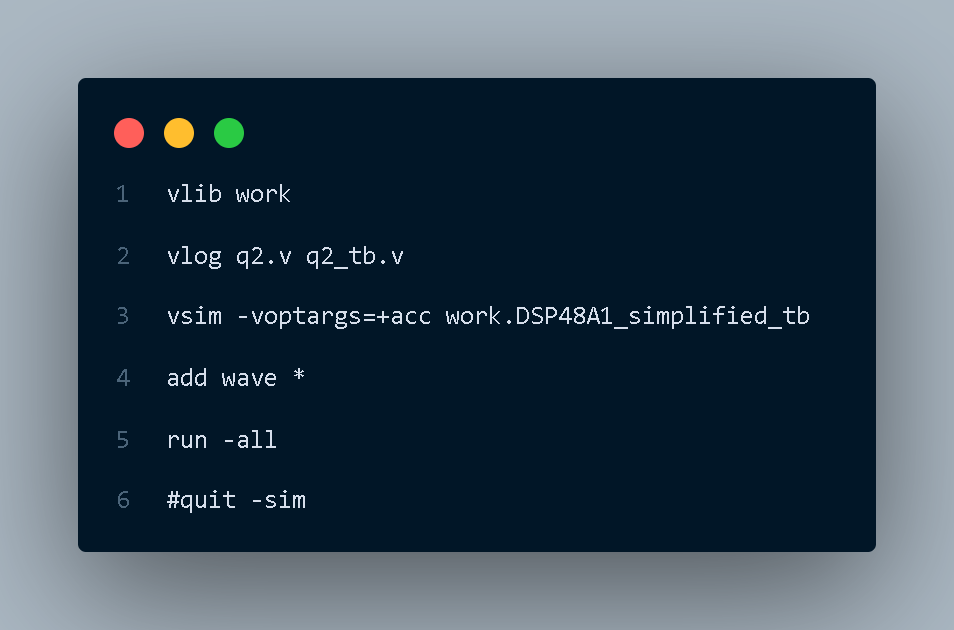 1 vlib work
2 vlog q2.v q2_tb.v
3 vsim -voptargs=+acc work.DSP48A1_simplified_tb
4 add wave *
5 run -all
6 #quit -sim